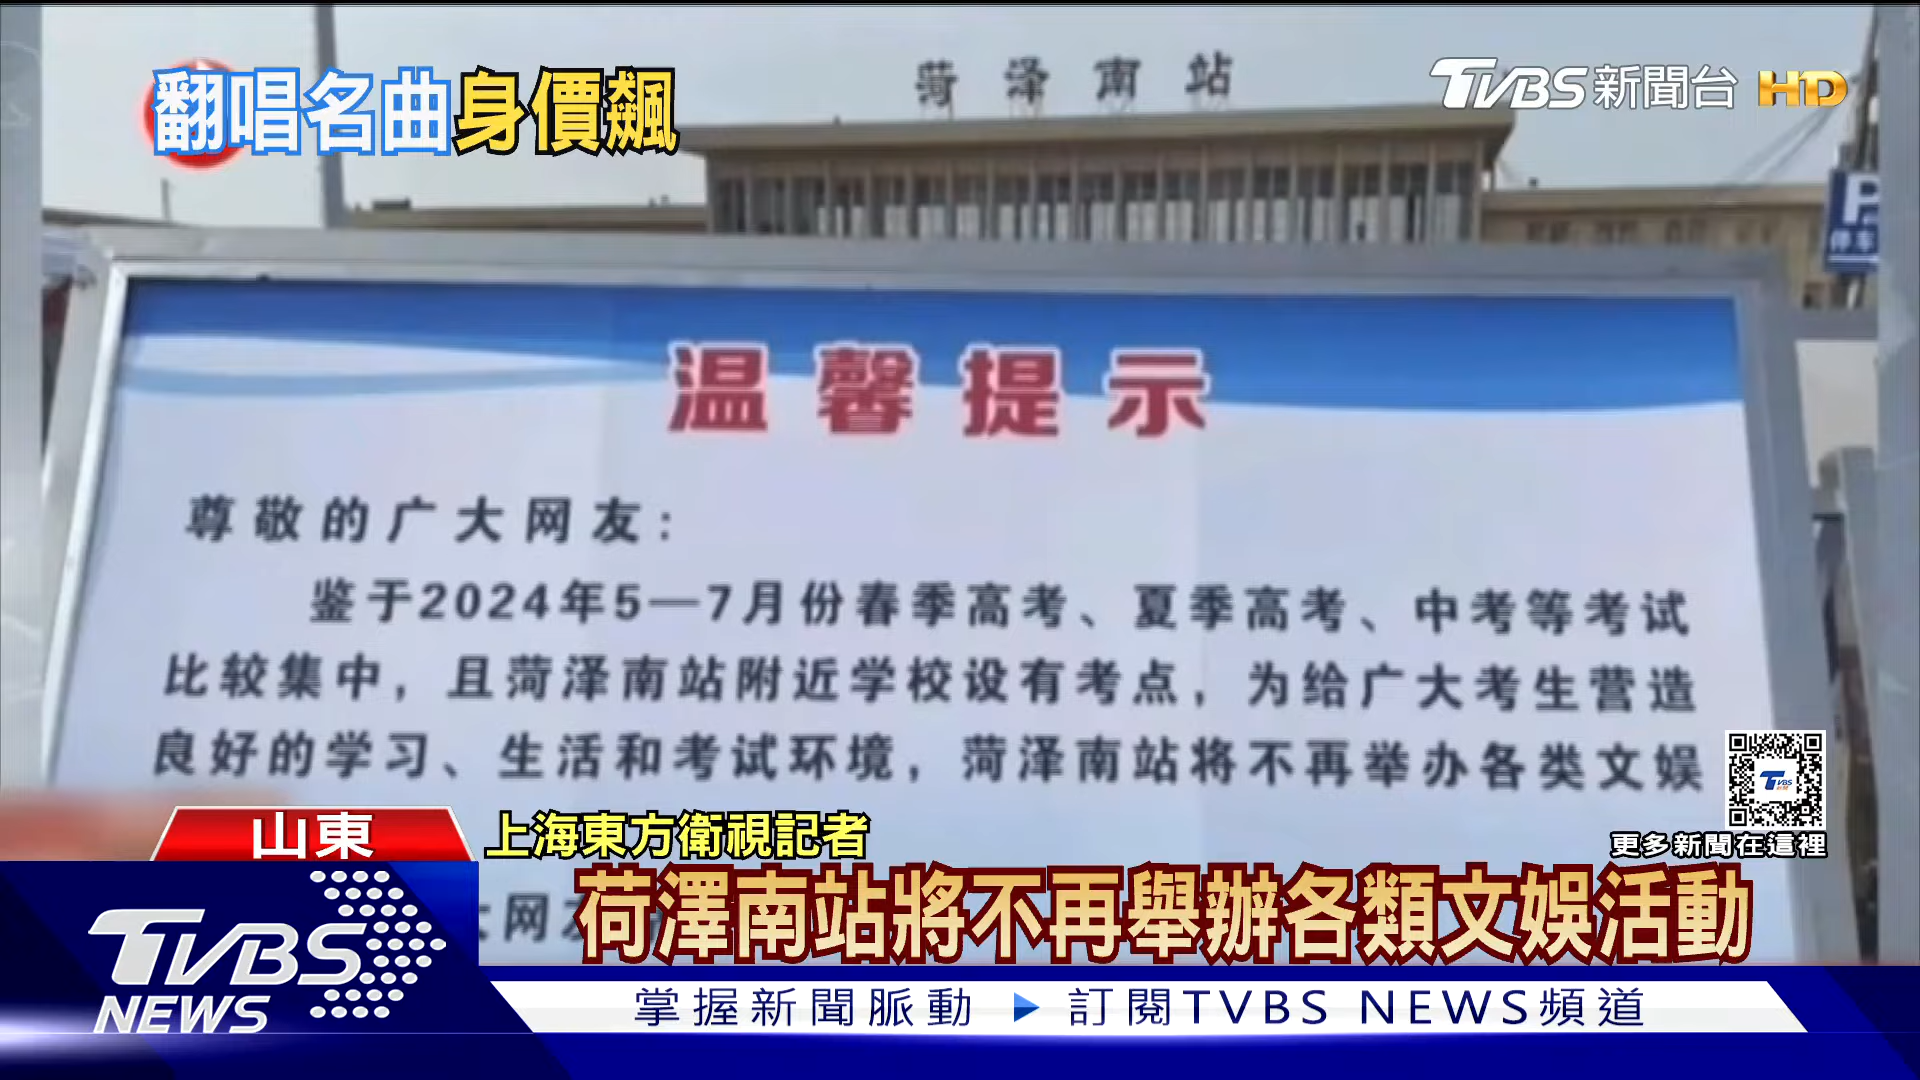 翻唱名曲身價飆
TVBS新聞台 HD
菏泽南站
P
停车
温馨提示
尊敬的广大网友：
鉴于2024年5—7月份春季高考、夏季高考、中考等考试
比较集中，且菏泽南站附近学校设有考点，为给广大考生营造
良好的学习、生活和考试环境，菏泽南站将不再举办各类文娱
TVBS
更多新聞在這裡
山東
上海東方衛視記者
网友
荷澤南站將不再舉辦各類文娛活動
TVBS NEWS
掌握新聞脈動 ▶ 訂閱TVBS NEWS頻道